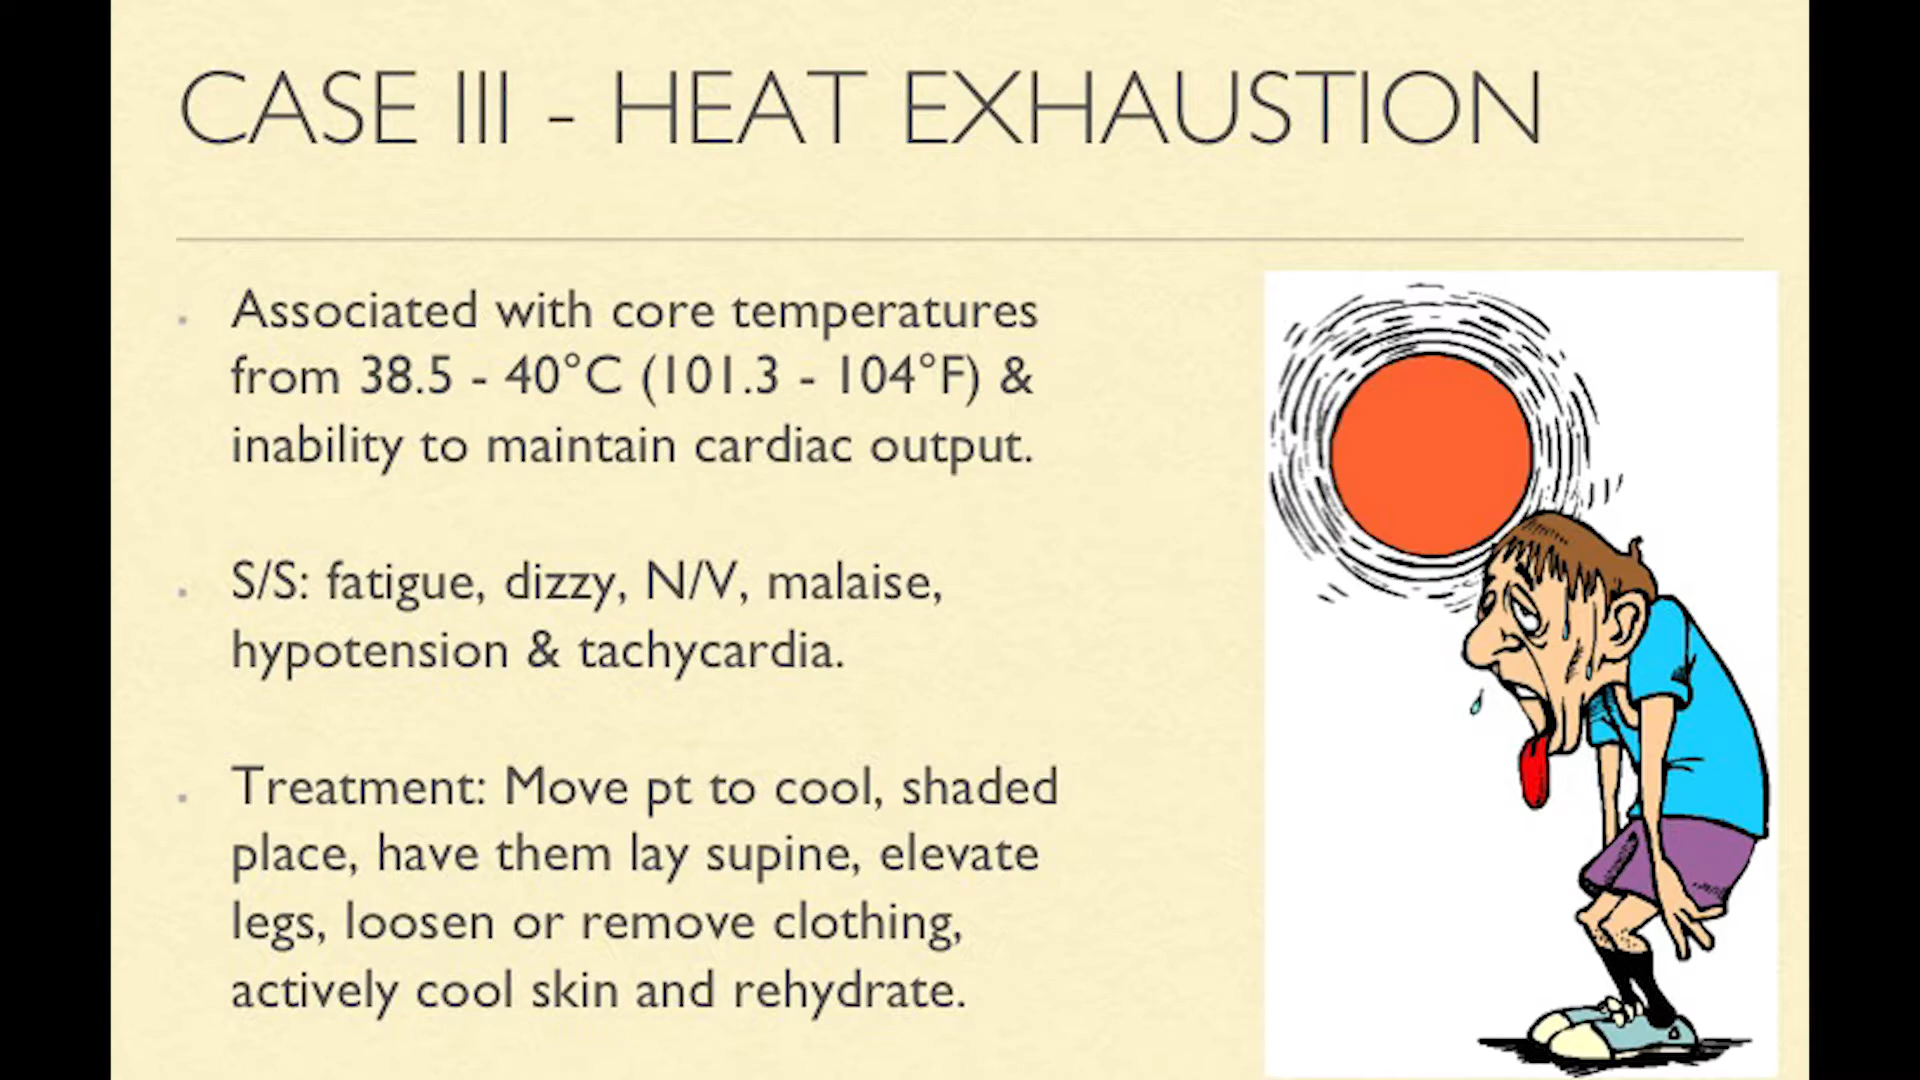 CASE III - HEAT EXHAUSTION
Associated with core temperatures
from 38.5 - 40°C (101.3 - 104°F) &
inability to maintain cardiac output.
S/S: fatigue, dizzy, N/V, malaise,
hypotension & tachycardia.
Treatment: Move pt to cool, shaded
place, have them lay supine, elevate
legs, loosen or remove clothing,
actively cool skin and rehydrate.